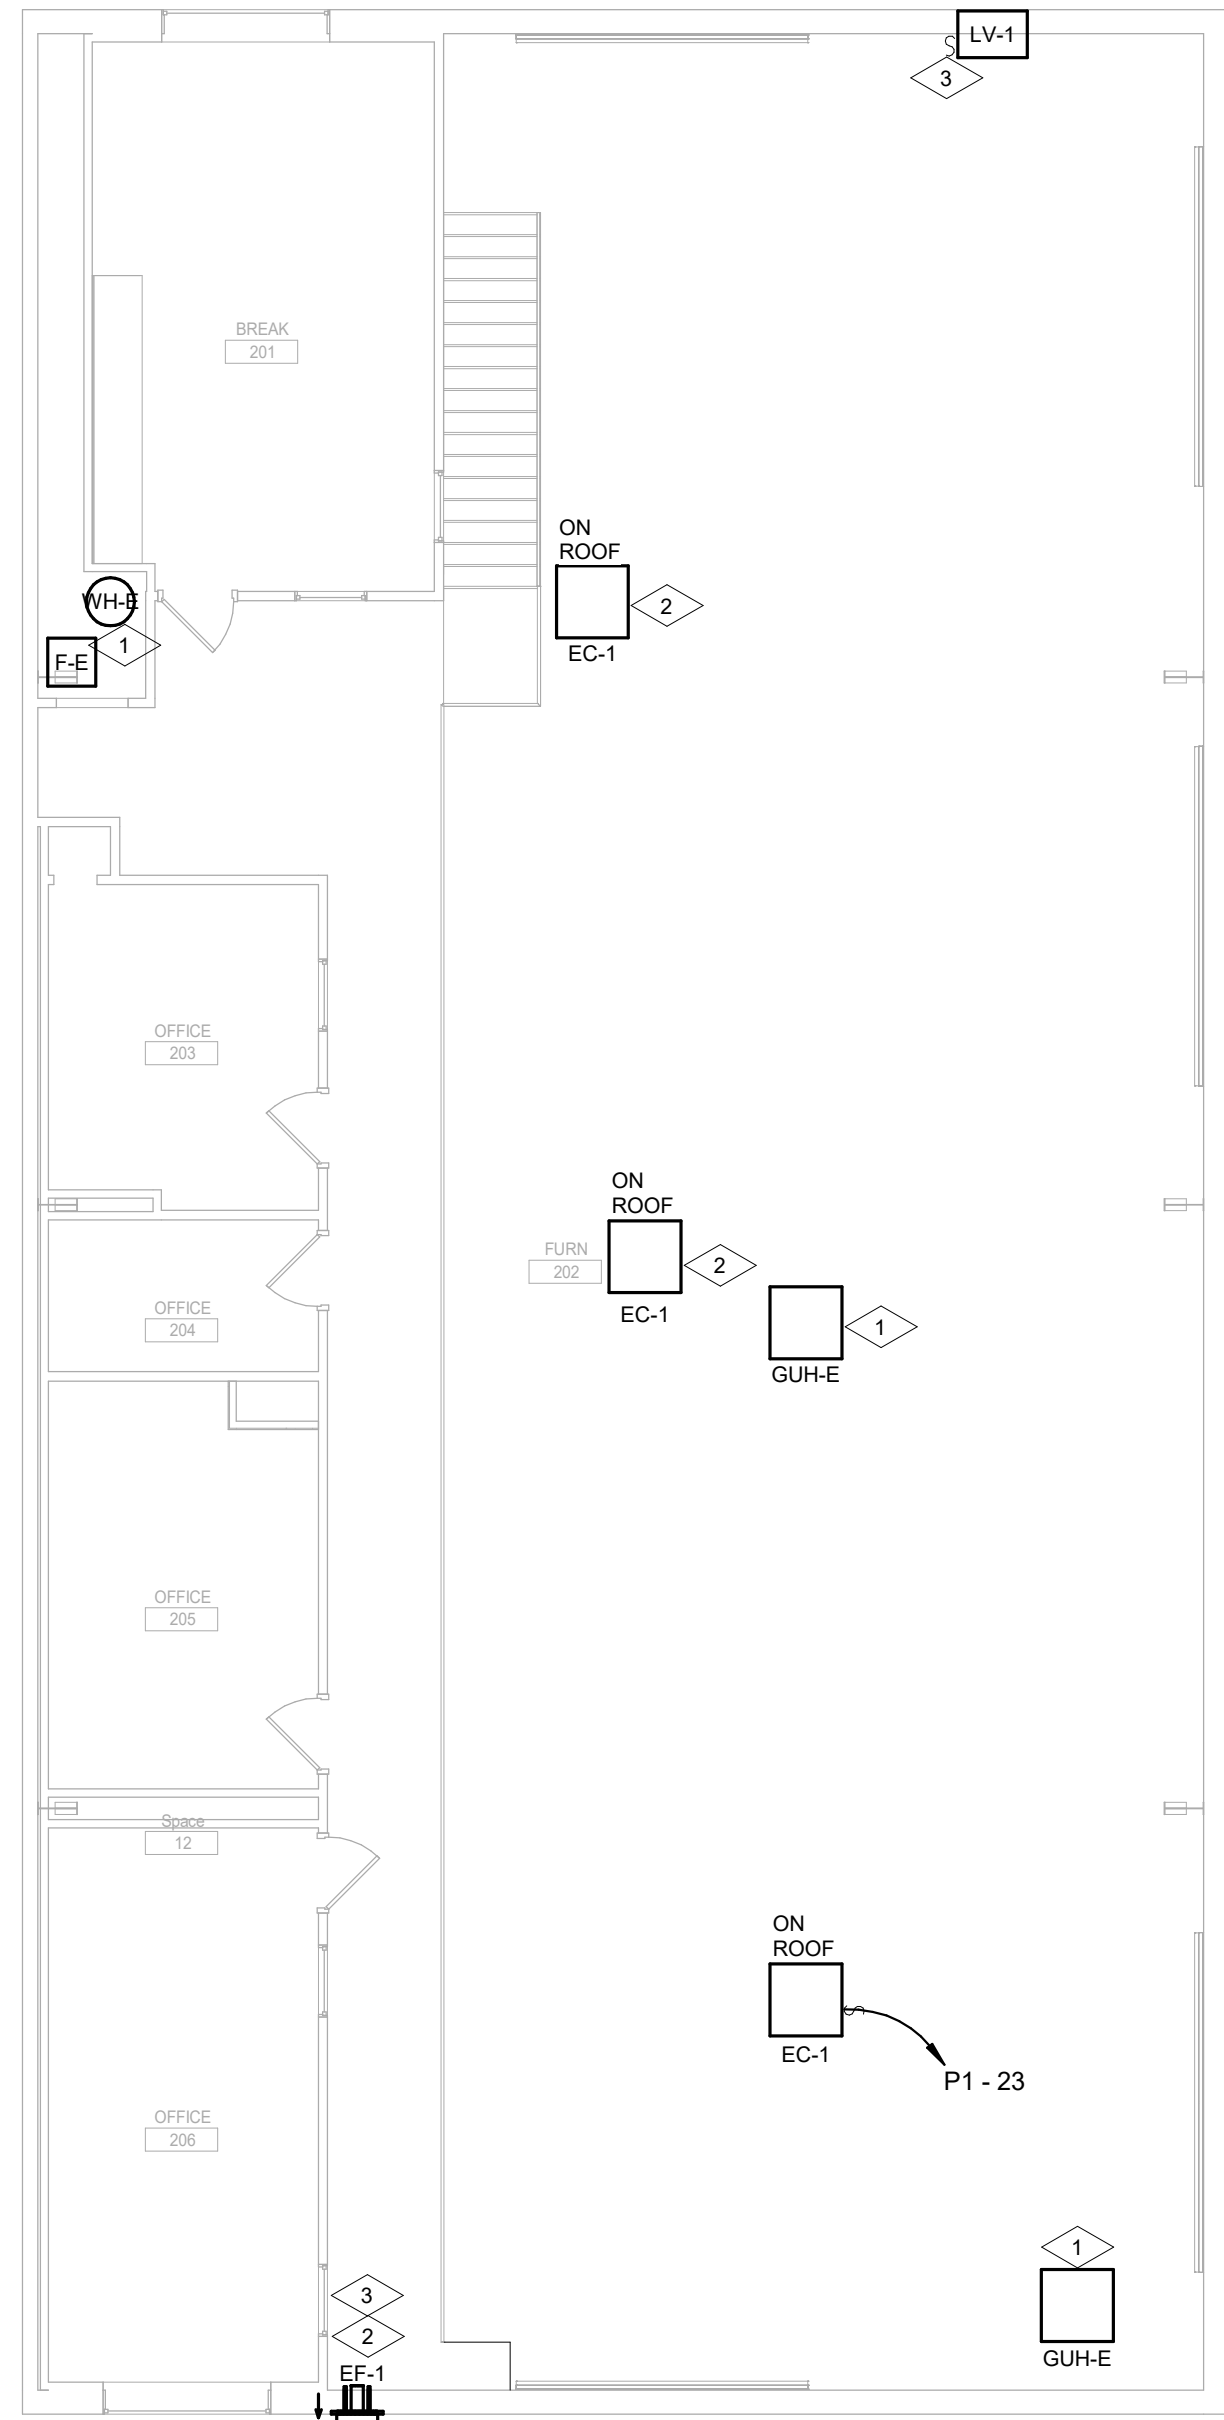 LV-1
S
3
BREAK
201
ON
ROOF
2
EC-1
WH-E
1
F-E
OFFICE
203
ON
ROOF
FURN
202
2
EC-1
1
GUH-E
OFFICE
204
OFFICE
205
Space
12
ON
ROOF
S
EC-1
P1 - 23
OFFICE
206
1
GUH-E
3
2
EF-1